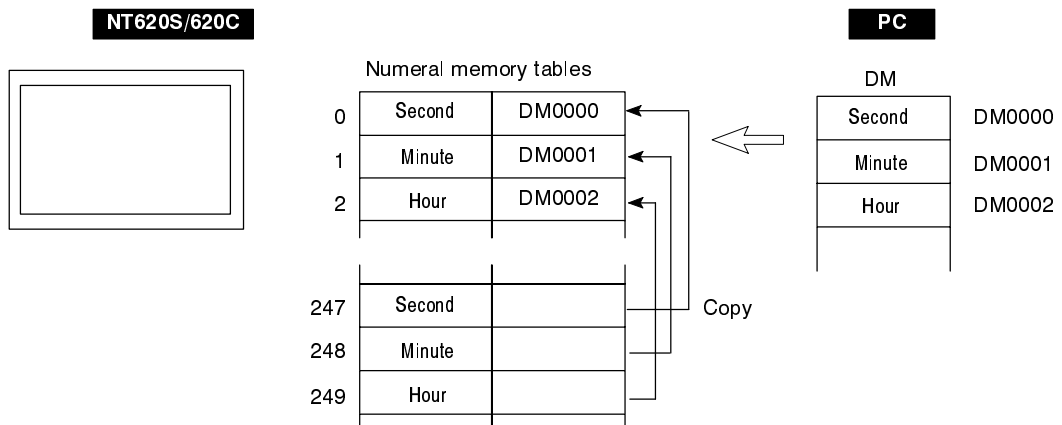 NT620S/620C
PC
Numeral memory tables
DM
0 Second DM0000
Second DM0000
1 Minute DM0001
Minute DM0001
2 Hour DM0002
Hour DM0002
247 Second
Copy
248 Minute
249 Hour